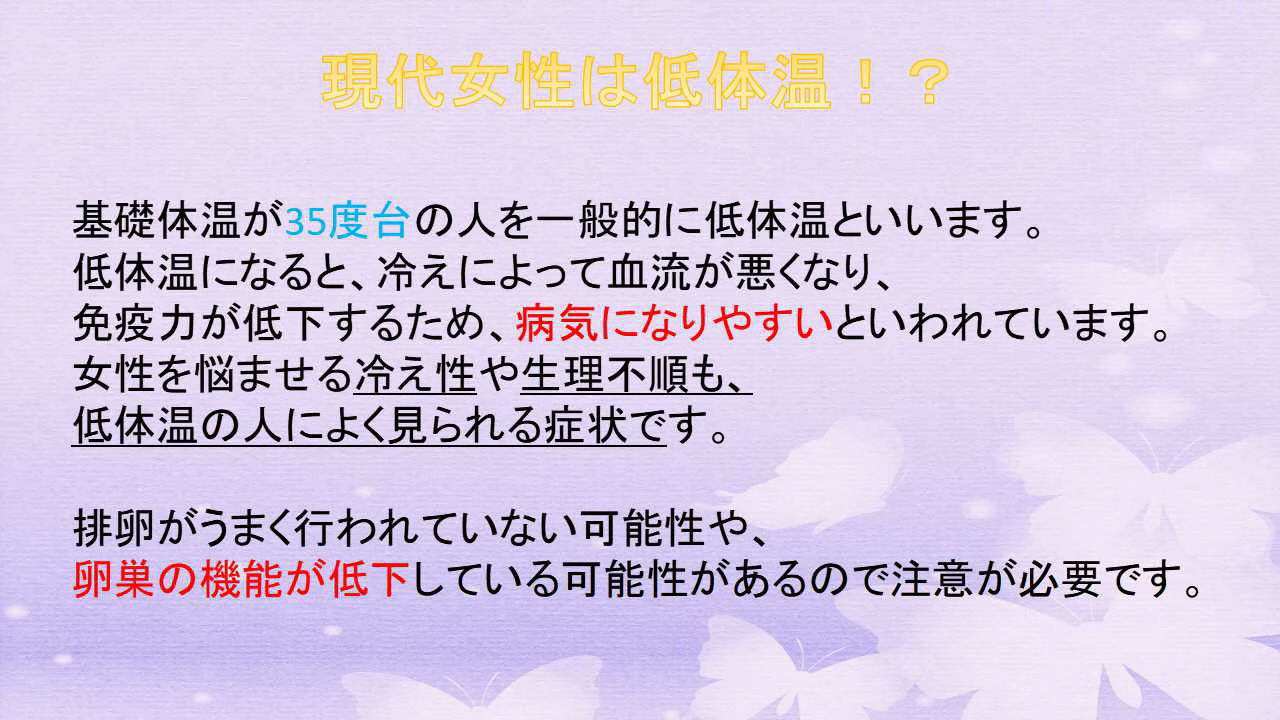 現代女性は低体温！？
基礎体温が35度台の人を一般的に低体温といいます。
低体温になると、冷えによって血流が悪くなり、
免疫力が低下するため、病気になりやすいといわれています。
女性を悩ませる冷え性や生理不順も、
低体温の人によく見られる症状です。
排卵がうまく行われていない可能性や、
卵巣の機能が低下している可能性があるので注意が必要です。